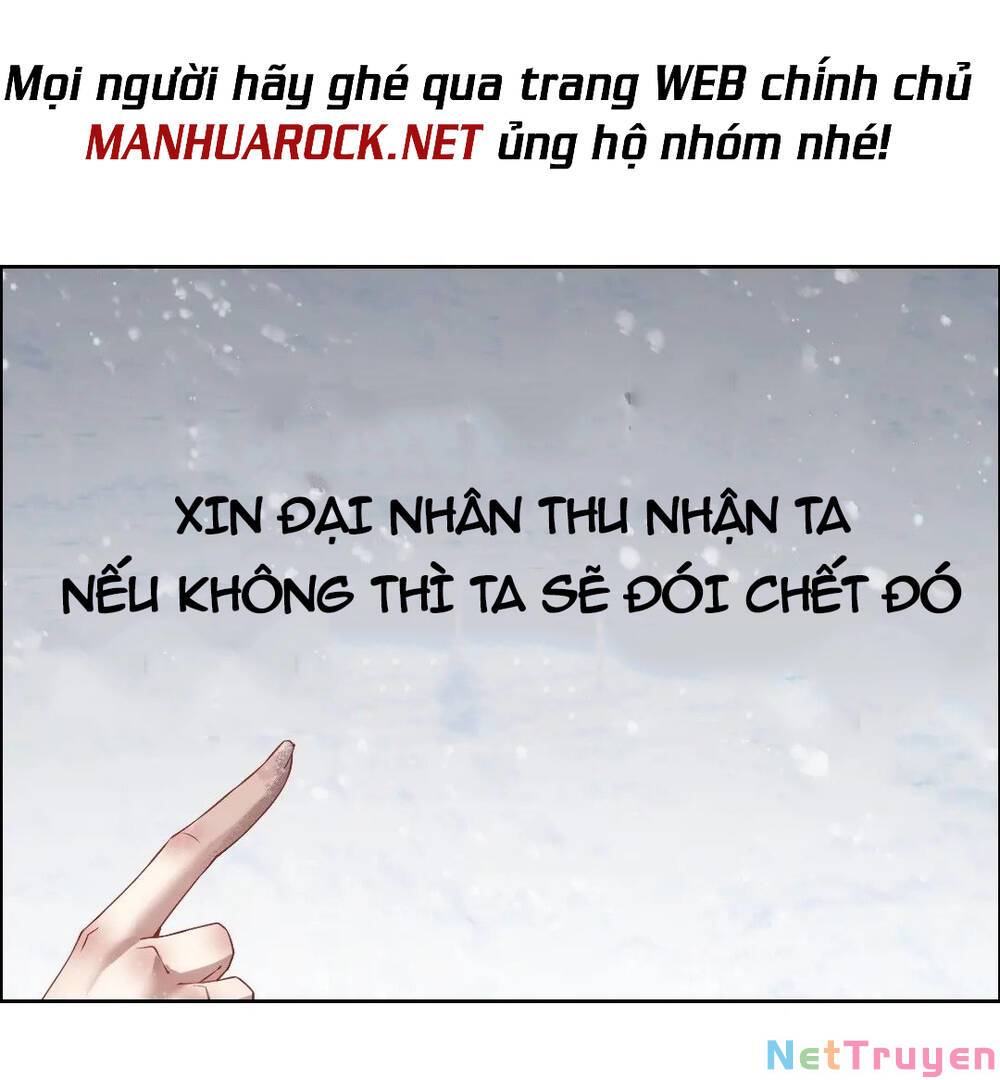 Mọi người hãy ghé qua trang WEB chính chủ
MANHUAROCK.NET ủng hộ nhóm nhé!
XIN ĐẠI NHÂN THU NHẬN TA
NẾU KHÔNG THÌ TA SẼ ĐÓI CHẾT ĐÓ
NetTruyen